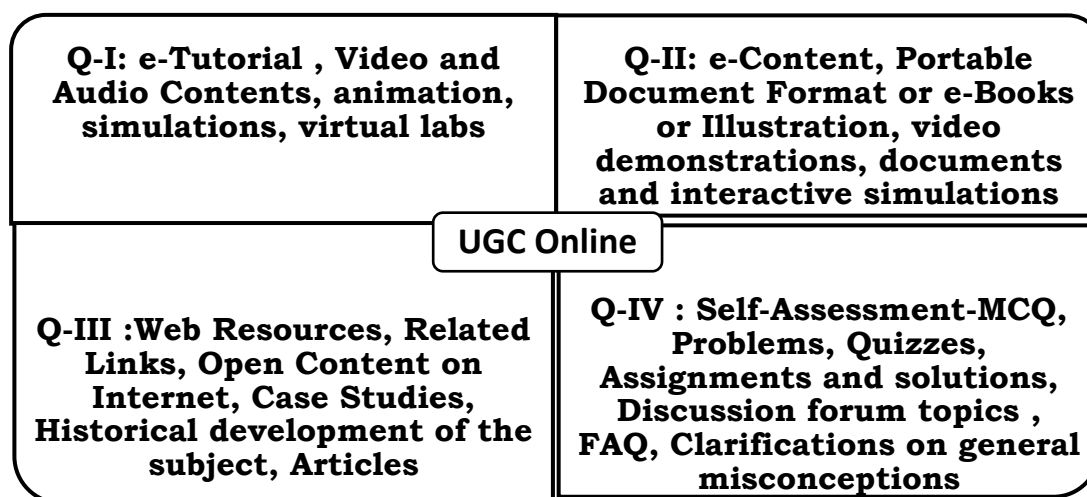 Q-I: e-Tutorial , Video and
Audio Contents, animation,
simulations, virtual labs
Q-II: e-Content, Portable
Document Format or e-Books
or Illustration, video
demonstrations, documents
and interactive simulations
UGC Online
Q-III :Web Resources, Related
Links, Open Content on
Internet, Case Studies,
Historical development of the
subject, Articles
Q-IV : Self-Assessment-MCQ,
Problems, Quizzes,
Assignments and solutions,
Discussion forum topics ,
FAQ, Clarifications on general
misconceptions